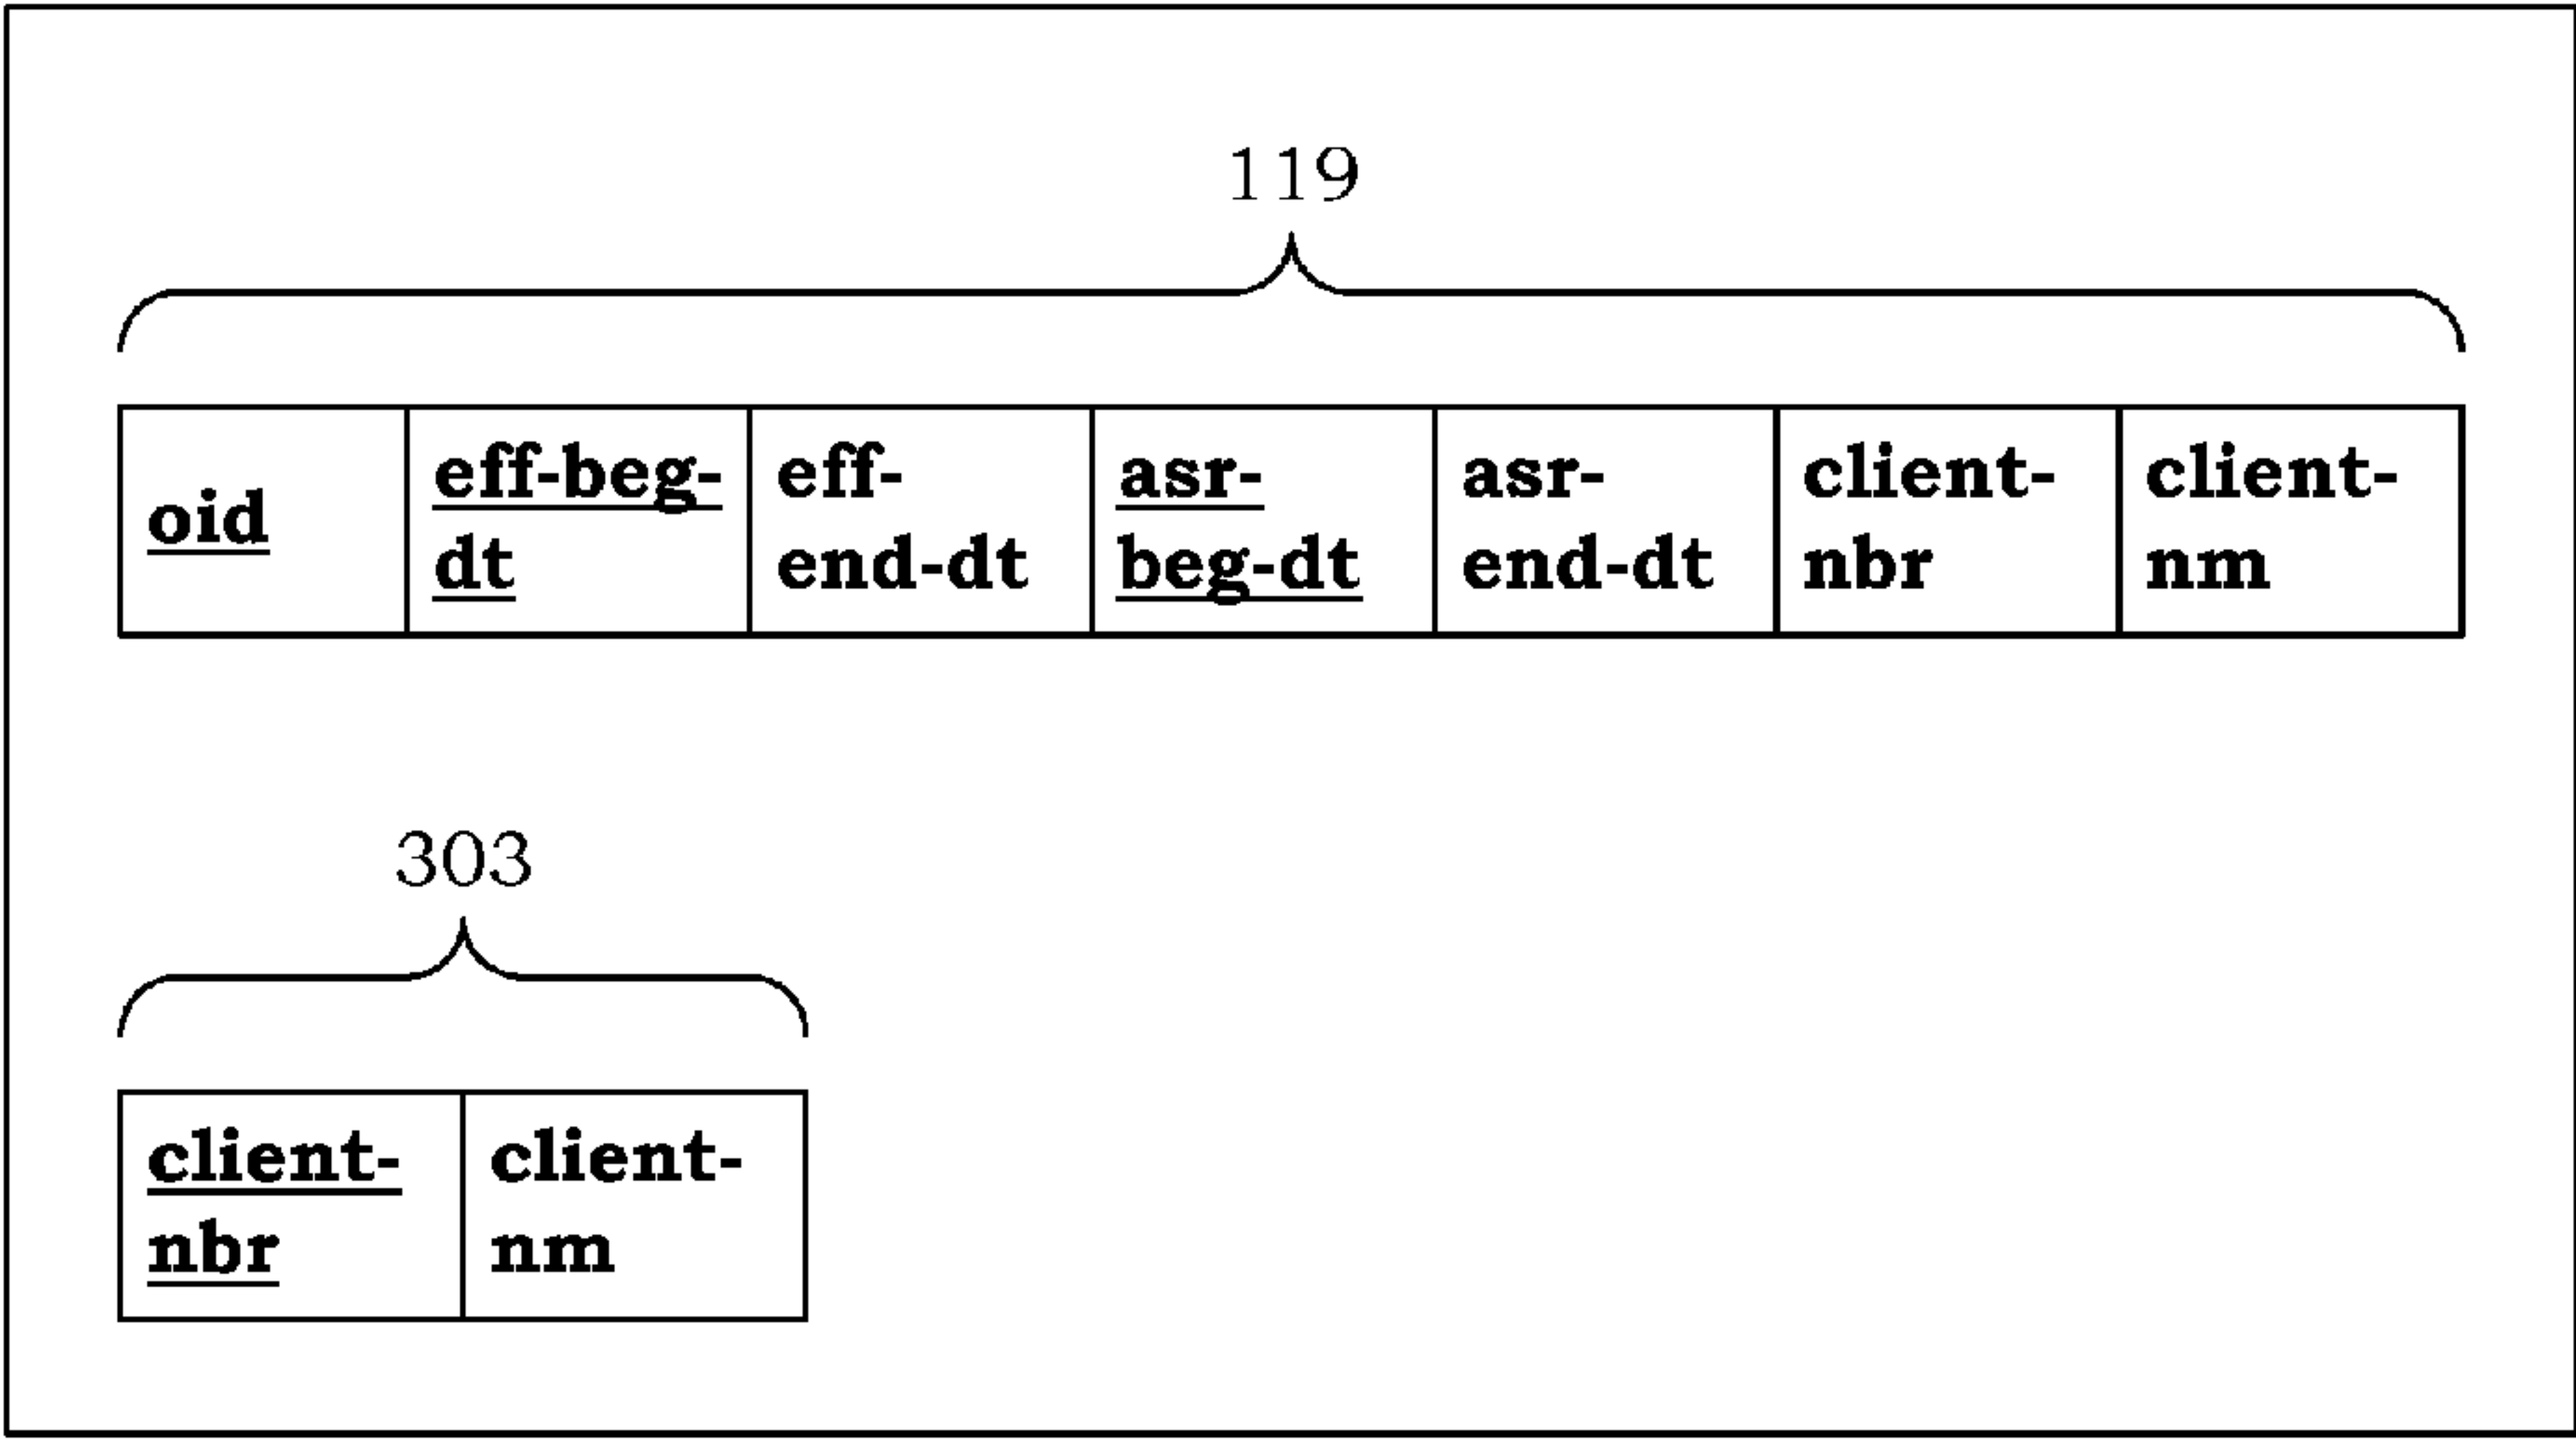 119
oid
eff-beg-
dt
eff-
end-dt
asr-
beg-dt
asr-
end-dt
client-
nbr
client-
nm
303
client-
nbr
client-
nm